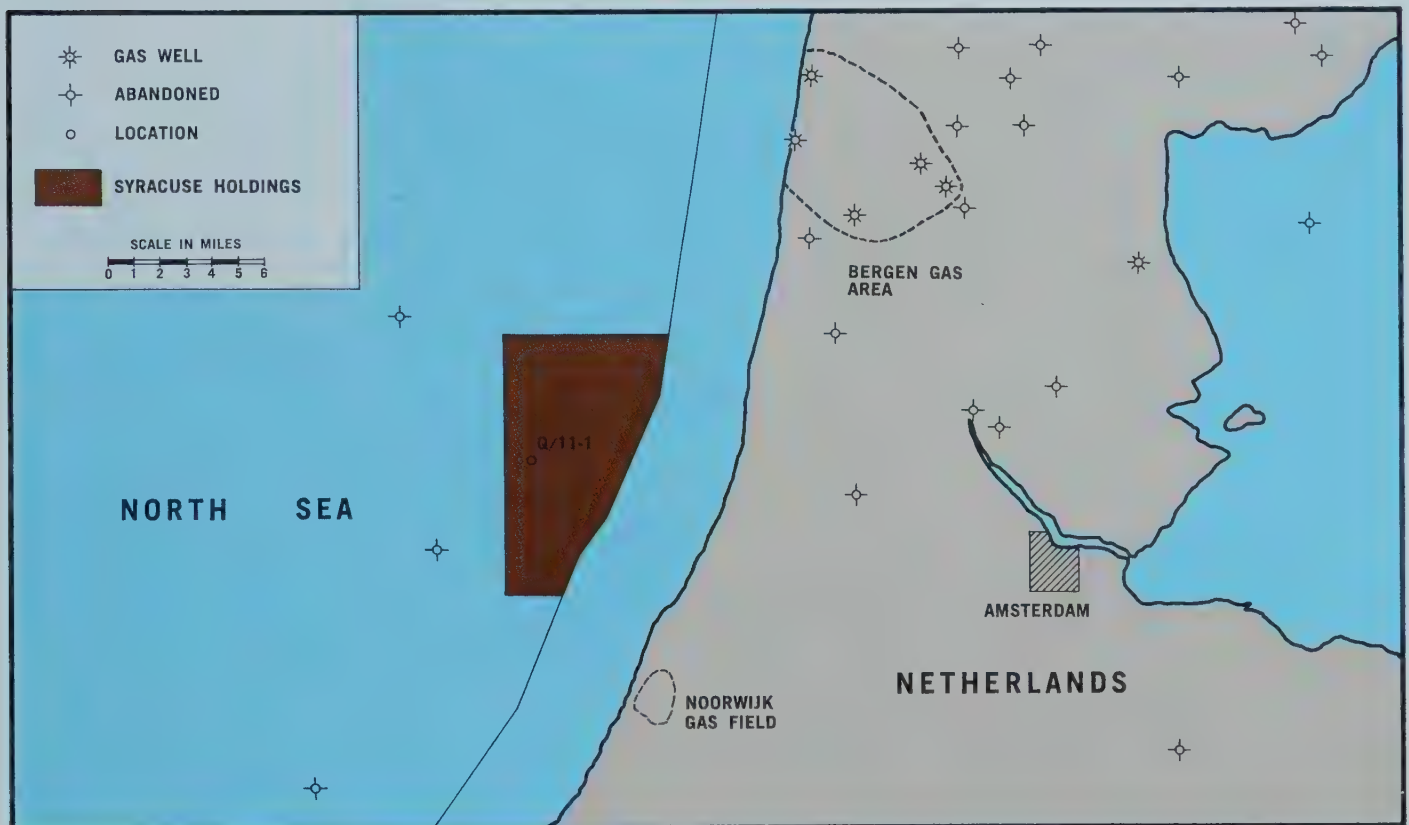 GAS WELL
ABANDONED
LOCATION
SYRACUSE HOLDINGS
SCALE IN MILES
0 1 2 3 4 5 6
BERGEN GAS
AREA
Q/11-1
NORTH SEA
AMSTERDAM
NETHERLANDS
NOORWIJK
GAS FIELD